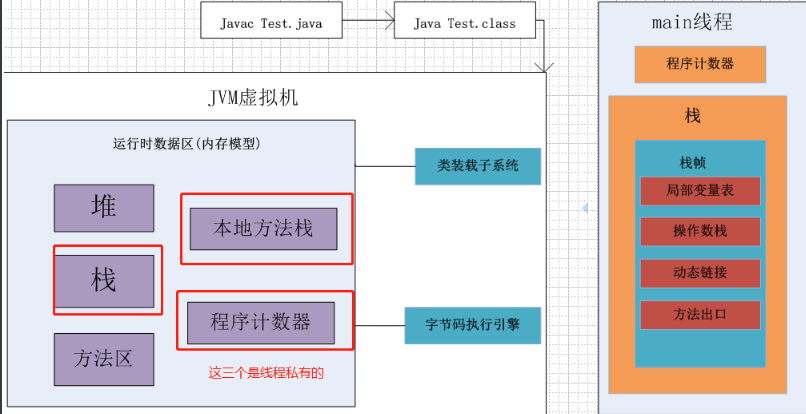 Javac Test.java
Java Test.class
JVM虚拟机
运行时数据区(内存模型)
堆
本地方法栈
栈
程序计数器
方法区
这三个是线程私有的
类装载子系统
字节码执行引擎
main线程
程序计数器
栈
栈帧
局部变量表
操作数栈
动态链接
方法出口